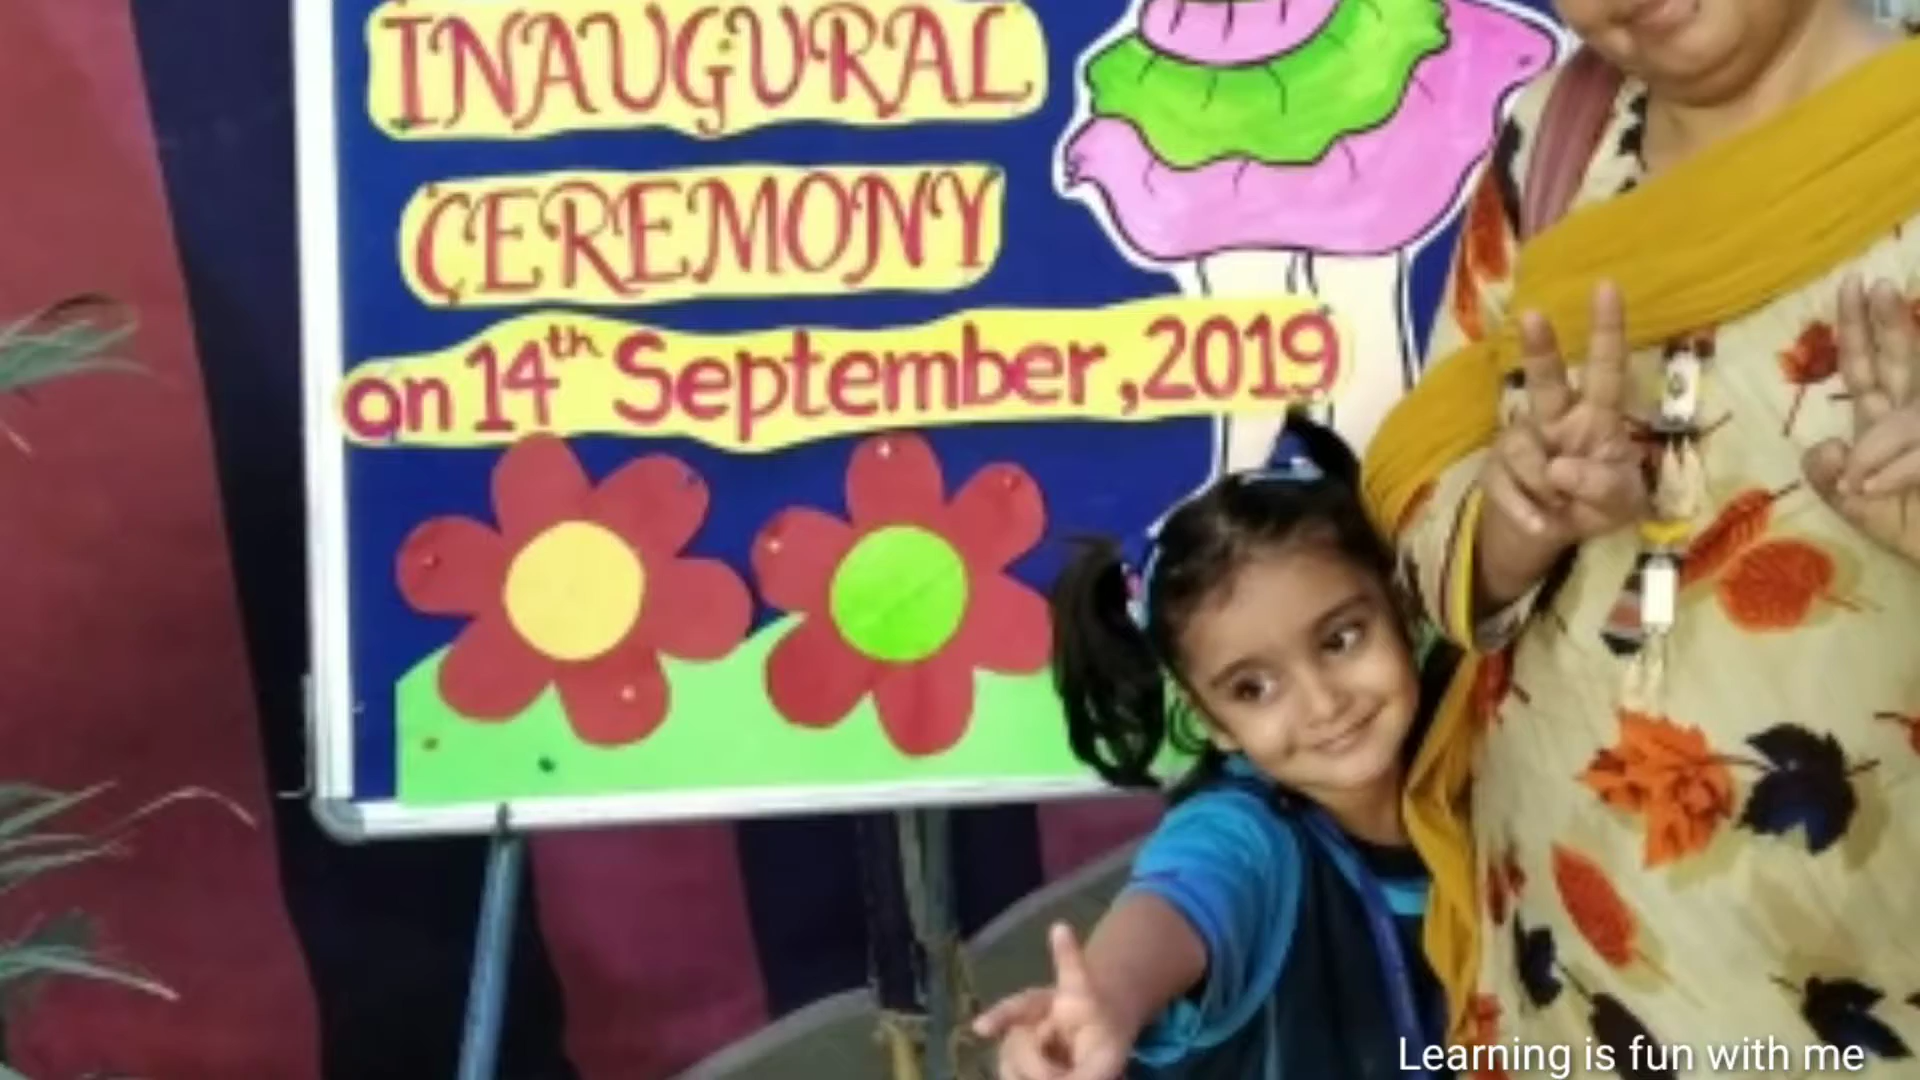 INAUGURAL
CEREMONY
on 14th September, 2019
Learning is fun with me